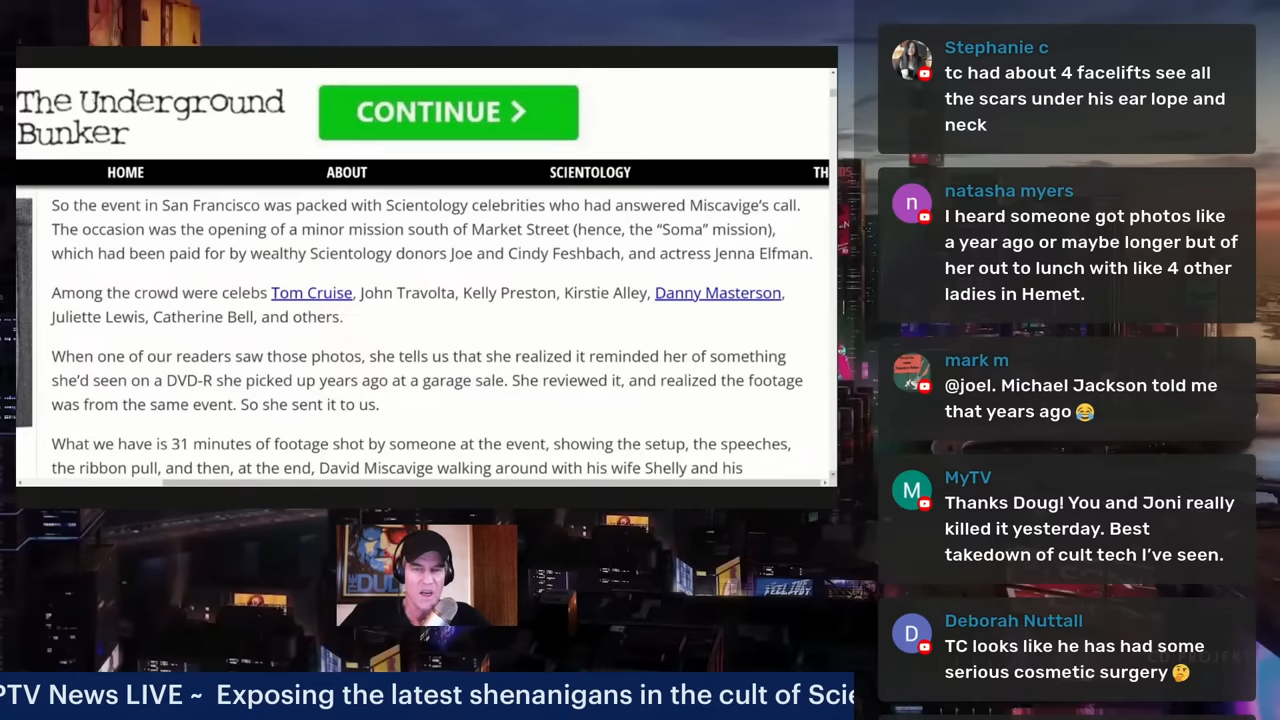 The Underground
Bunker
CONTINUE >
HOME
ABOUT
SCIENTOLOGY
TH
So the event in San Francisco was packed with Scientology celebrities who had answered Miscavige’s call.
The occasion was the opening of a minor mission south of Market Street (hence, the “Soma” mission),
which had been paid for by wealthy Scientology donors Joe and Cindy Feshbach, and actress Jenna Elfman.
Among the crowd were celebs Tom Cruise, John Travolta, Kelly Preston, Kirstie Alley, Danny Masterson,
Juliette Lewis, Catherine Bell, and others.
When one of our readers saw those photos, she tells us that she realized it reminded her of something
she’d seen on a DVD-R she picked up years ago at a garage sale. She reviewed it, and realized the footage
was from the same event. So she sent it to us.
What we have is 31 minutes of footage shot by someone at the event, showing the setup, the speeches,
the ribbon pull, and then, at the end, David Miscavige walking around with his wife Shelly and his
PTV News LIVE ~ Exposing the latest shenanigans in the cult of Scie
Stephanie c
tc had about 4 facelifts see all
the scars under his ear lope and
neck
n
natasha myers
I heard someone got photos like
a year ago or maybe longer but of
her out to lunch with like 4 other
ladies in Hemet.
mark m
@joel. Michael Jackson told me
that years ago 😂
M
MyTV
Thanks Doug! You and Joni really
killed it yesterday. Best
takedown of cult tech I’ve seen.
D
Deborah Nuttall
TC looks like he has had some
serious cosmetic surgery 🤔